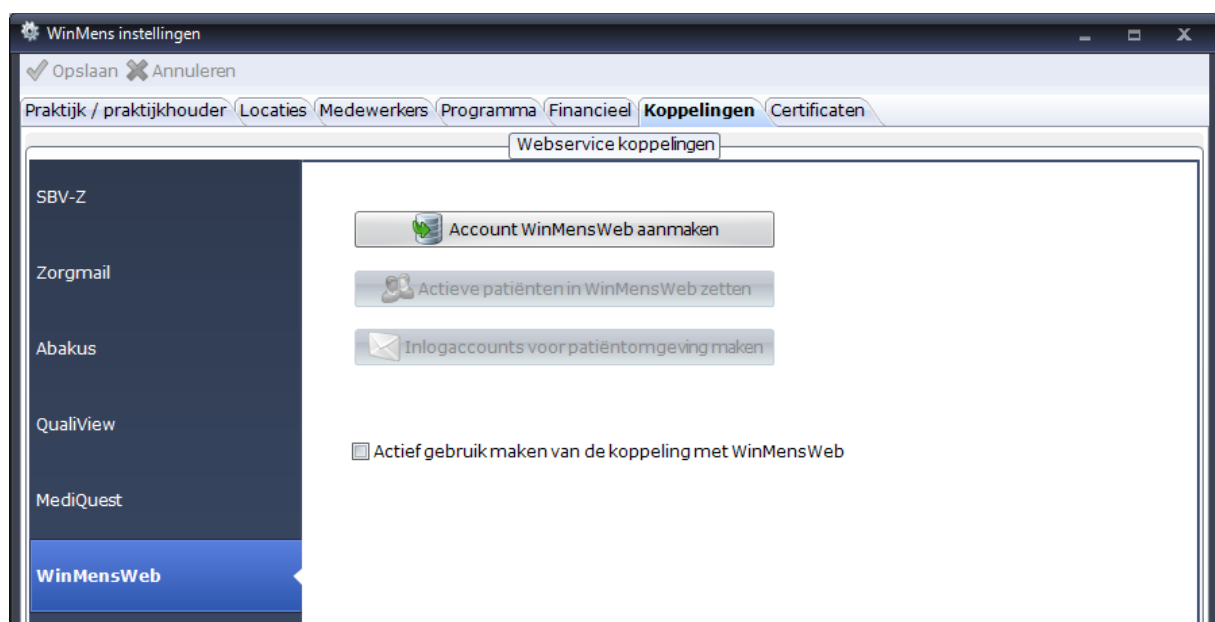 WinMens instellingen
Opslaan Annuleren
Praktijk / praktijkhouder Locaties Medewerkers Programma Financieel Koppelingen Certificaten
Webservice koppelingen
SBV-Z
Account WinMensWeb aanmaken
Zorgmail
Actieve patiënten in WinMensWeb zetten
Abakus
Inlogaccounts voor patiëntomgeving maken
QualiView
Actief gebruik maken van de koppeling met WinMensWeb
MediQuest
WinMensWeb